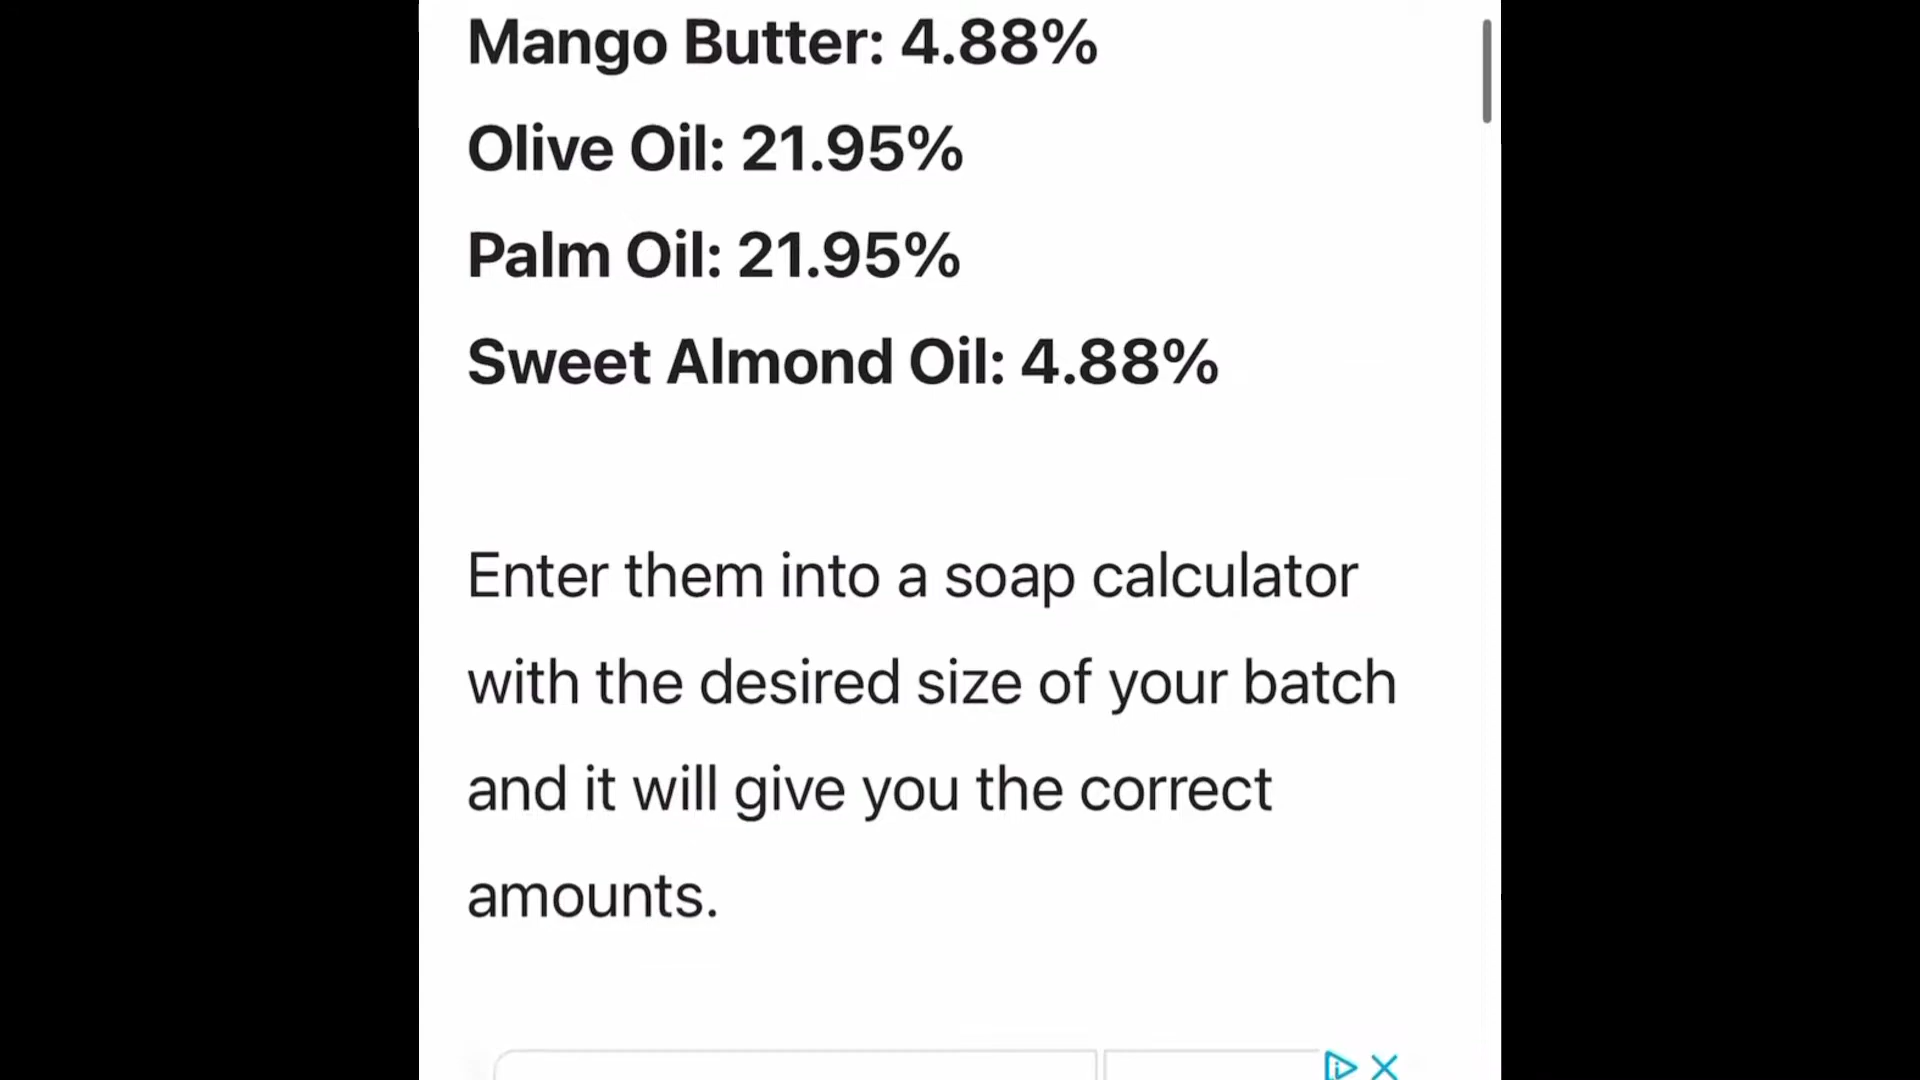 Mango Butter: 4.88%
Olive Oil: 21.95%
Palm Oil: 21.95%
Sweet Almond Oil: 4.88%
Enter them into a soap calculator
with the desired size of your batch
and it will give you the correct
amounts.